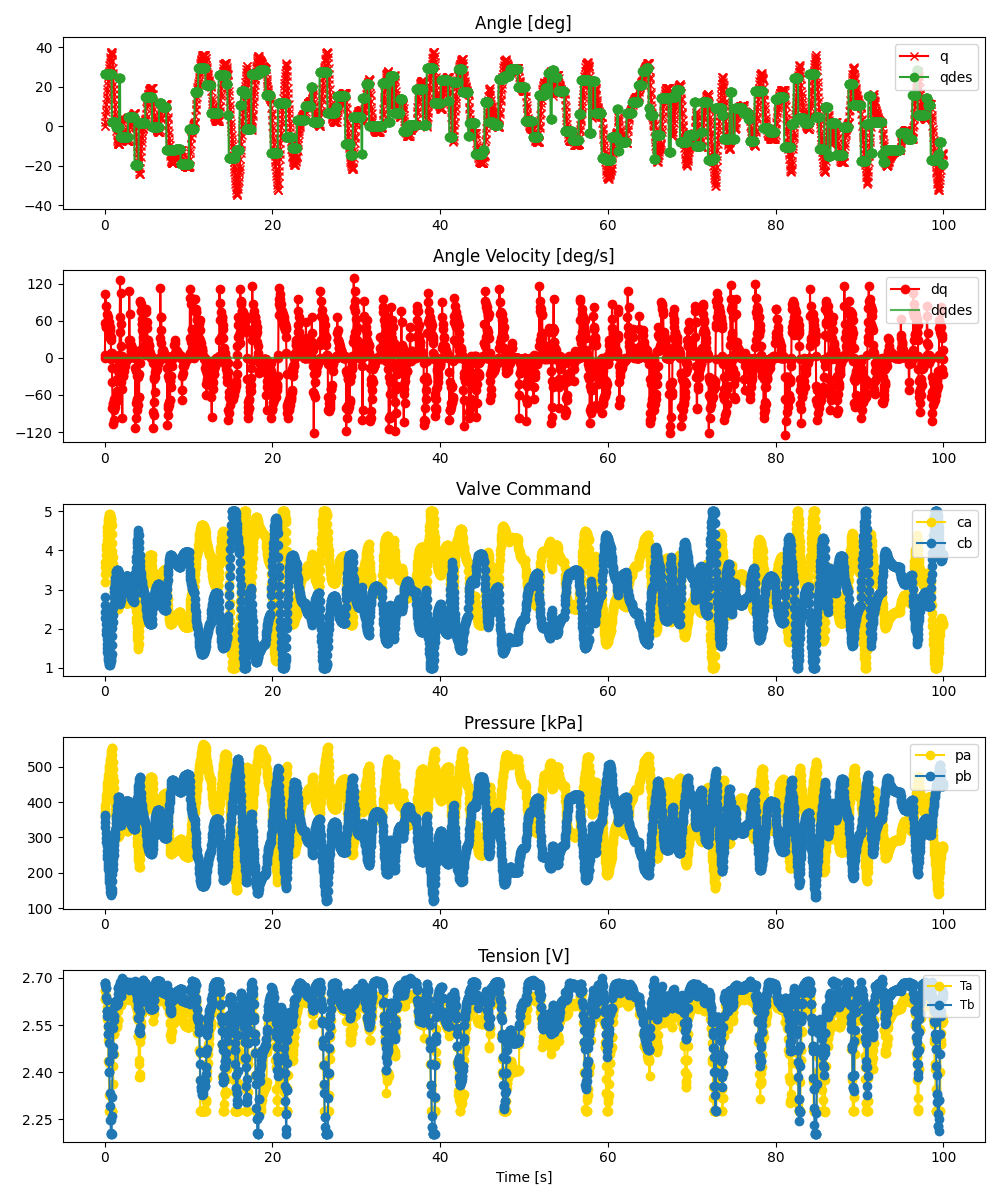 Angle [deg]
40
20
0
−20
−40
q
qdes
0 20 40 60 80 100
Angle Velocity [deg/s]
120
60
0
−60
−120
dq
dqdes
0 20 40 60 80 100
Valve Command
5
4
3
2
1
ca
cb
0 20 40 60 80 100
Pressure [kPa]
500
400
300
200
100
pa
pb
0 20 40 60 80 100
Tension [V]
2.70
2.55
2.40
2.25
Ta
Tb
0 20 40 60 80 100
Time [s]